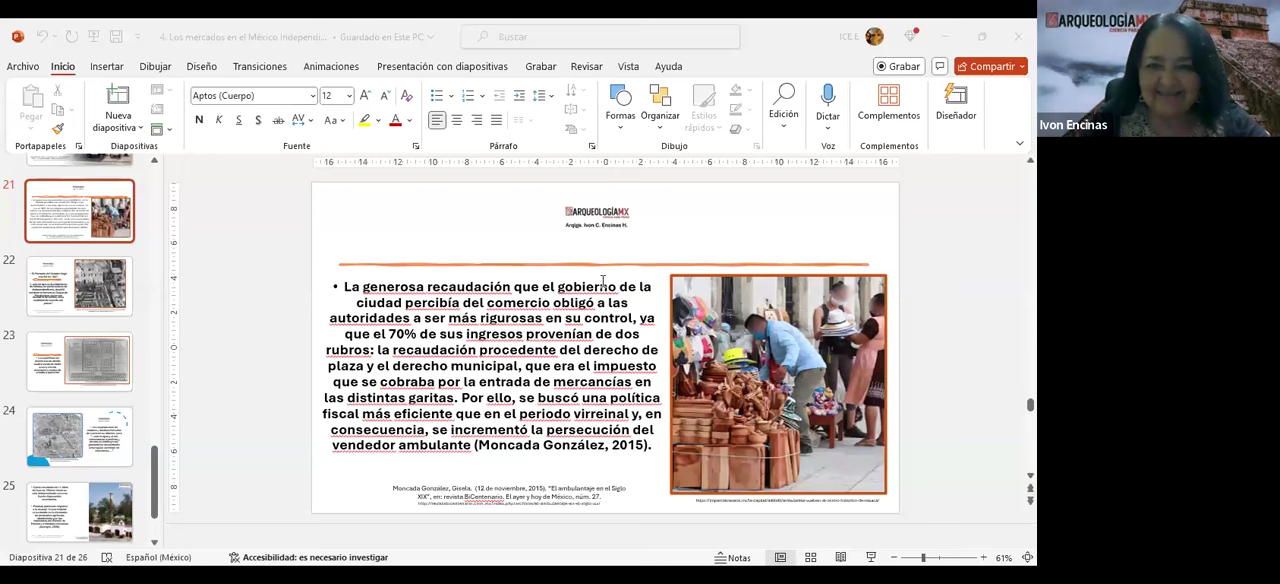 4. Los mercados en el México Independi... • Guardado en Este PC
Buscar
ICE E
Archivo Inicio Insertar Dibujar Diseño Transiciones Animaciones Presentación con diapositivas Grabar Revisar Vista Ayuda
Grabar
Compartir
Pegar
Nueva
diapositiva
Aptos (Cuerpo) 12
N K S S ab AV Aa A
Formas Organizar Estilos
rápidos
Edición
Dictar
Complementos
Diseñador
Portapapeles Diapositivas Fuente Párrafo Dibujo Voz Complementos
ARQUEOLOGÍAMX
Ivon Encinas
21
22
23
24
25
ARQUEOLOGÍAMX
Arqlga. Ivon C. Encinas H.
• La generosa recaudación que el gobierno de la
ciudad percibía del comercio obligó a las
autoridades a ser más rigurosas en su control, ya
que el 70% de sus ingresos provenían de dos
rubros: la recaudación procedente del derecho de
plaza y el derecho municipal, que era el impuesto
que se cobraba por la entrada de mercancías en
las distintas garitas. Por ello, se buscó una política
fiscal más eficiente que en el periodo virreinal y, en
consecuencia, se incrementó la persecución del
vendedor ambulante (Moncada González, 2015).
Moncada González, Gisela. (12 de noviembre, 2015). "El ambulantaje en el Siglo
XIX", en: revista BiCentenario. El ayer y hoy de México, núm. 27.
Diapositiva 21 de 26 Español (México) Accesibilidad: es necesario investigar Notas 61%